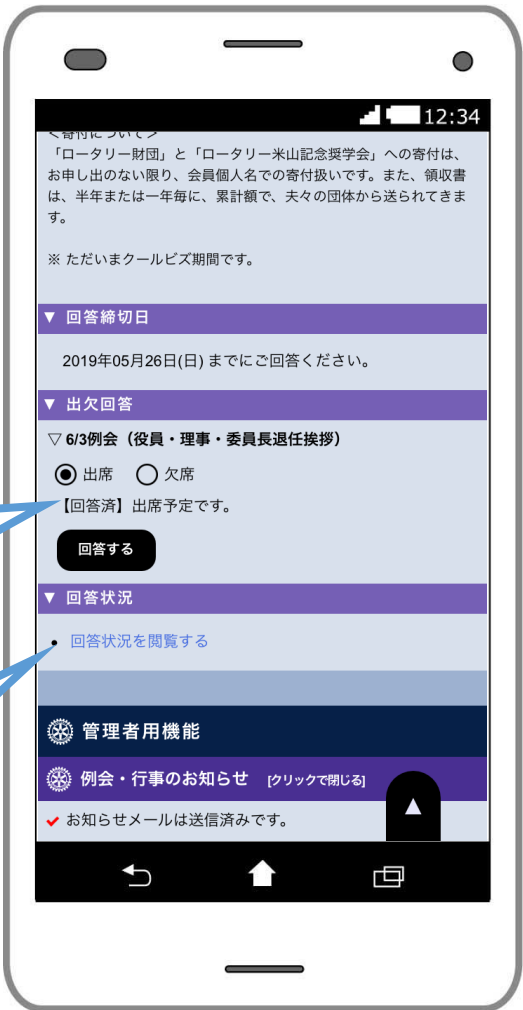 12:34
＜寄付について＞
「ロータリー財団」と「ロータリー米山記念奨学会」への寄付は、
お申し出のない限り、会員個人名での寄付扱いです。また、領収書
は、半年または一年毎に、累計額で、夫々の団体から送られてきま
す。
※ ただいまクールビズ期間です。
▼ 回答締切日
2019年05月26日(日) までにご回答ください。
▼ 出欠回答
▽ 6/3例会（役員・理事・委員長退任挨拶）
出席 欠席
【回答済】出席予定です。
回答する
▼ 回答状況
• 回答状況を閲覧する
管理者用機能
例会・行事のお知らせ [クリックで閉じる]
▲
✔ お知らせメールは送信済みです。